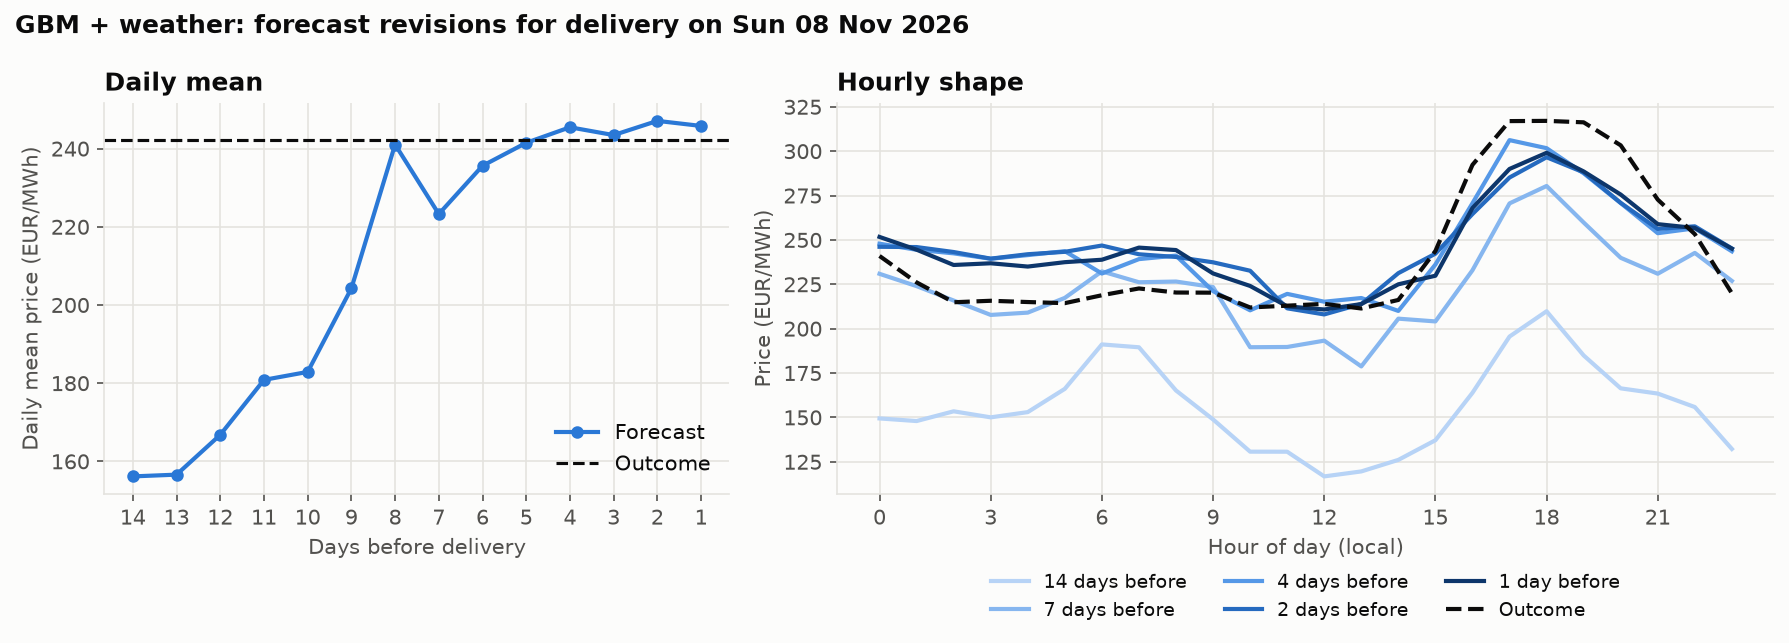 GBM + weather: forecast revisions for delivery on Sun 08 Nov 2026
Daily mean
Daily mean price (EUR/MWh)
240
220
200
180
160
14 13 12 11 10 9 8 7 6 5 4 3 2 1
Days before delivery
Forecast
Outcome
Hourly shape
Price (EUR/MWh)
325
300
275
250
225
200
175
150
125
0 3 6 9 12 15 18 21
Hour of day (local)
14 days before 4 days before 1 day before
7 days before 2 days before Outcome